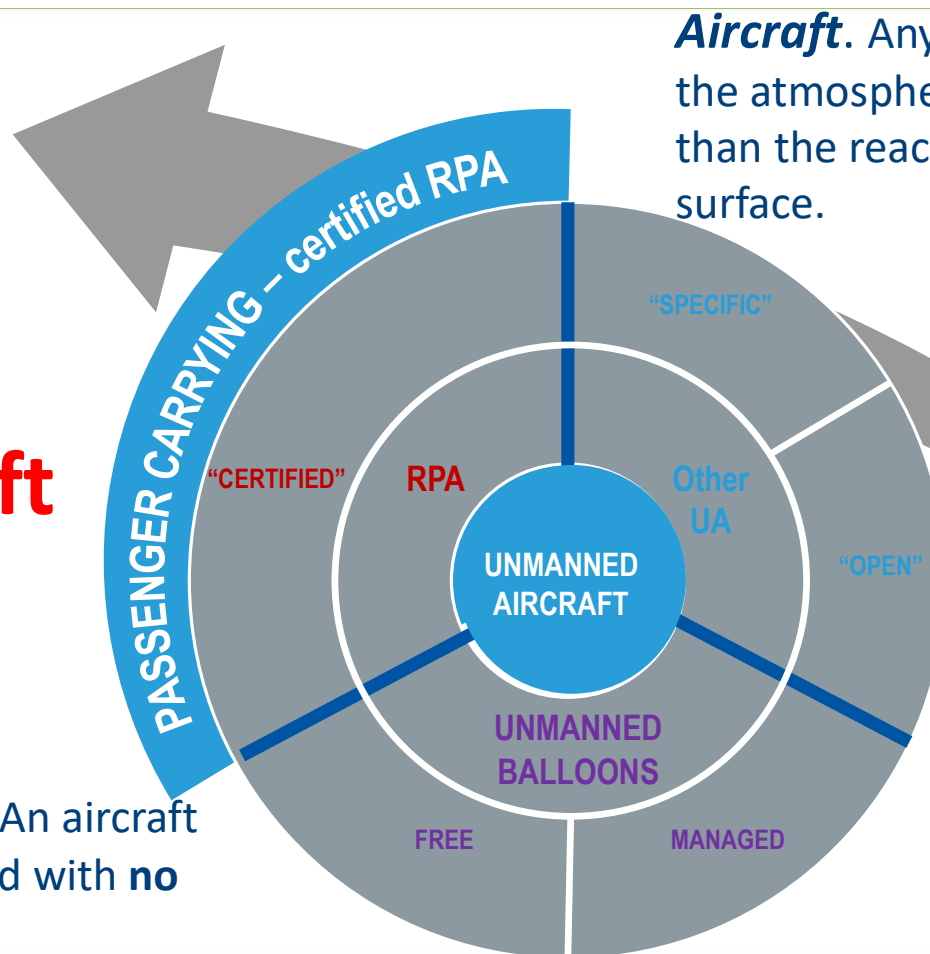 Aircraft. Any
the atmosphe
than the reac
surface.
PASSENGER CARRYING – certified RPA
“SPECIFIC”
ft
“CERTIFIED”
RPA
Other
UA
“OPEN”
UNMANNED
AIRCRAFT
UNMANNED
BALLOONS
FREE
MANAGED
An aircraft
d with no